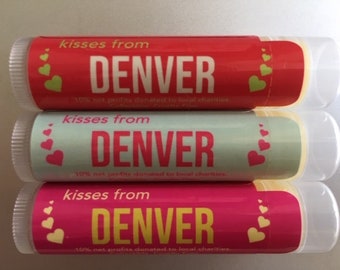 kisses from
DENVER
10% net profits donated to local charities.
kisses from
DENVER
10% net profits donated to local charities.
kisses from
DENVER
10% net profits donated to local charities.